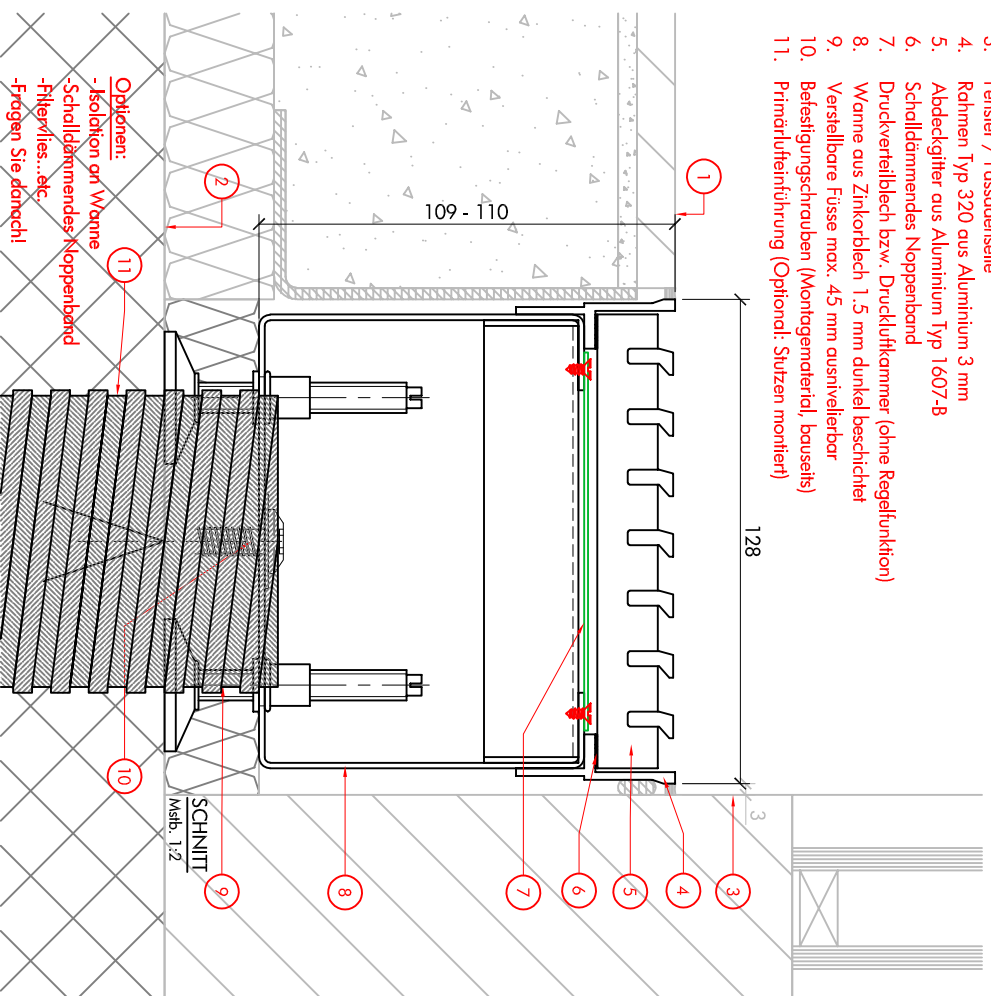 3. Fenster / Fassadenseite
4. Rahmen Typ 320 aus Aluminium 3 mm
5. Abdeckgitter aus Aluminium Typ 1607-B
6. Schalldämmendes Noppenband
7. Druckverteilblech bzw. Druckluftkammer (ohne Regelfunktion)
8. Wanne aus Zinkorblech 1.5 mm dunkel beschichtet
9. Verstellbare Füsse max. 45 mm ausnivelierbar
10. Befestigungschrauben (Montagematerial, bauseits)
11. Primärlufteinführung (Optional: Stutzen montiert)
1
2
109 - 110
128
3
Optionen:
-Isolation an Wanne
-Schalldämmendes Noppenband
-Filtervlies...etc.
-Fragen Sie danach!
11
10
SCHNITT
Mstb. 1:2
9
8
7
6
5
4
3